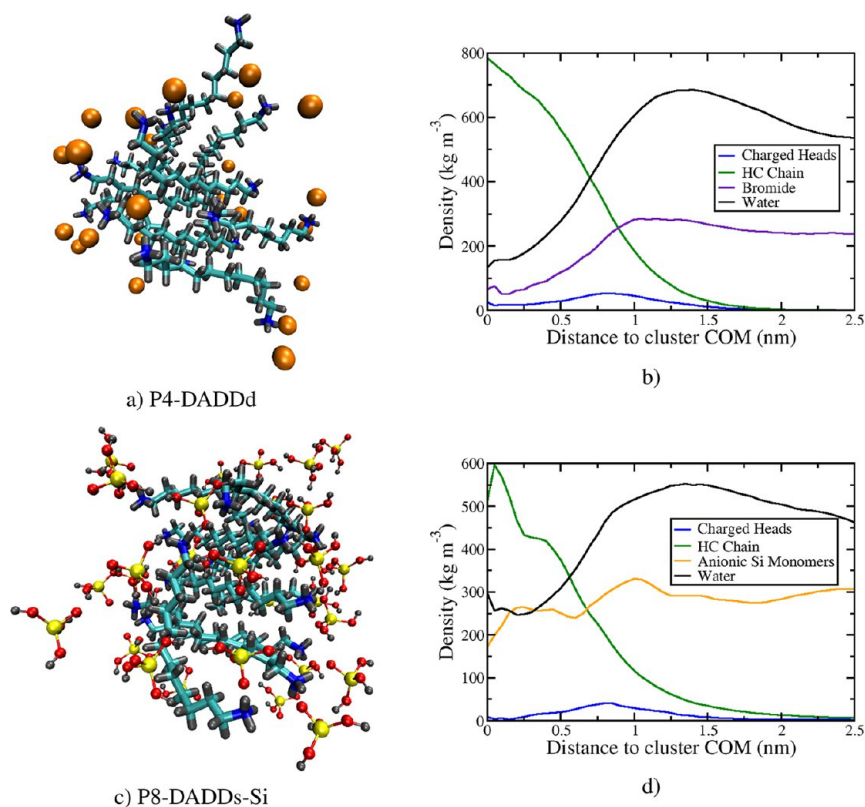 800
600
400
200
0
Density (kg m⁻³)
Charged Heads
HC Chain
Bromide
Water
0 0.5 1 1.5 2 2.5
Distance to cluster COM (nm)
a) P4-DADDd
b)
600
500
400
300
200
100
0
Density (kg m⁻³)
Charged Heads
HC Chain
Anionic Si Monomers
Water
0 0.5 1 1.5 2 2.5
Distance to cluster COM (nm)
c) P8-DADDs-Si
d)